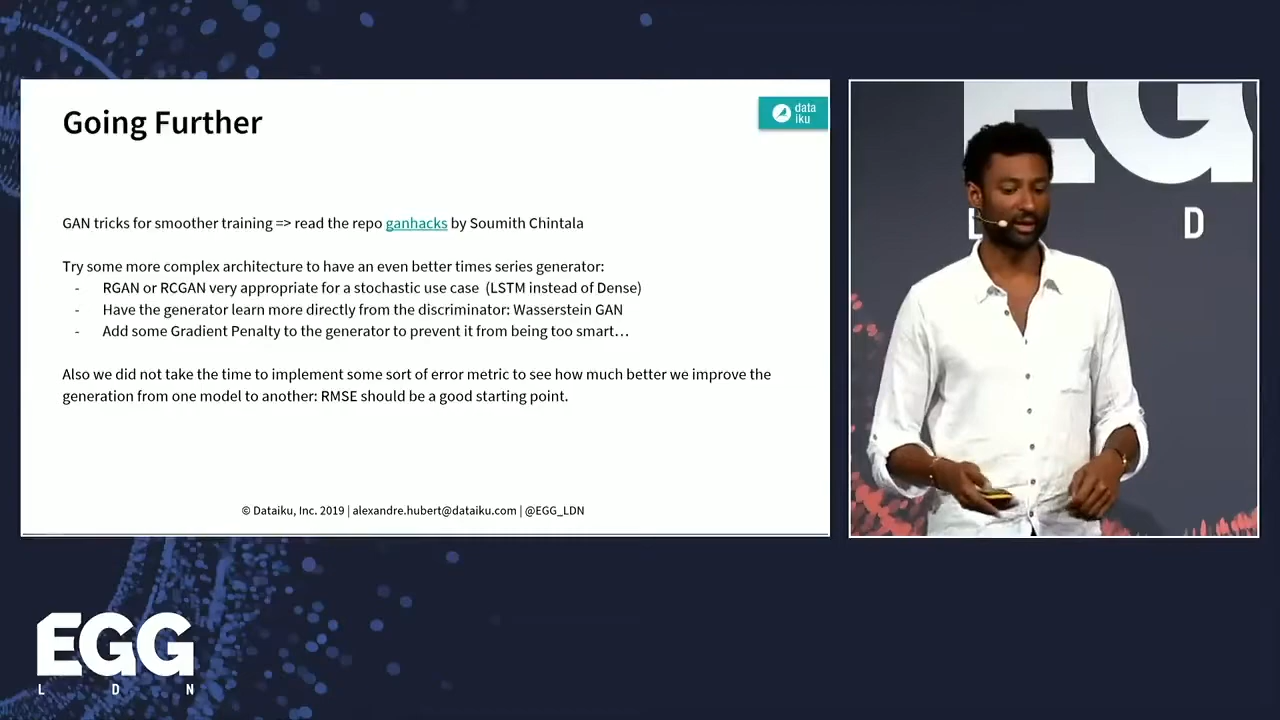 Going Further
data
iku
GAN tricks for smoother training => read the repo ganhacks by Soumith Chintala
Try some more complex architecture to have an even better times series generator:
- RGAN or RCGAN very appropriate for a stochastic use case (LSTM instead of Dense)
- Have the generator learn more directly from the discriminator: Wasserstein GAN
- Add some Gradient Penalty to the generator to prevent it from being too smart…
Also we did not take the time to implement some sort of error metric to see how much better we improve the
generation from one model to another: RMSE should be a good starting point.
© Dataiku, Inc. 2019 | alexandre.hubert@dataiku.com | @EGG_LDN
EGG
L D
EGG
L D N